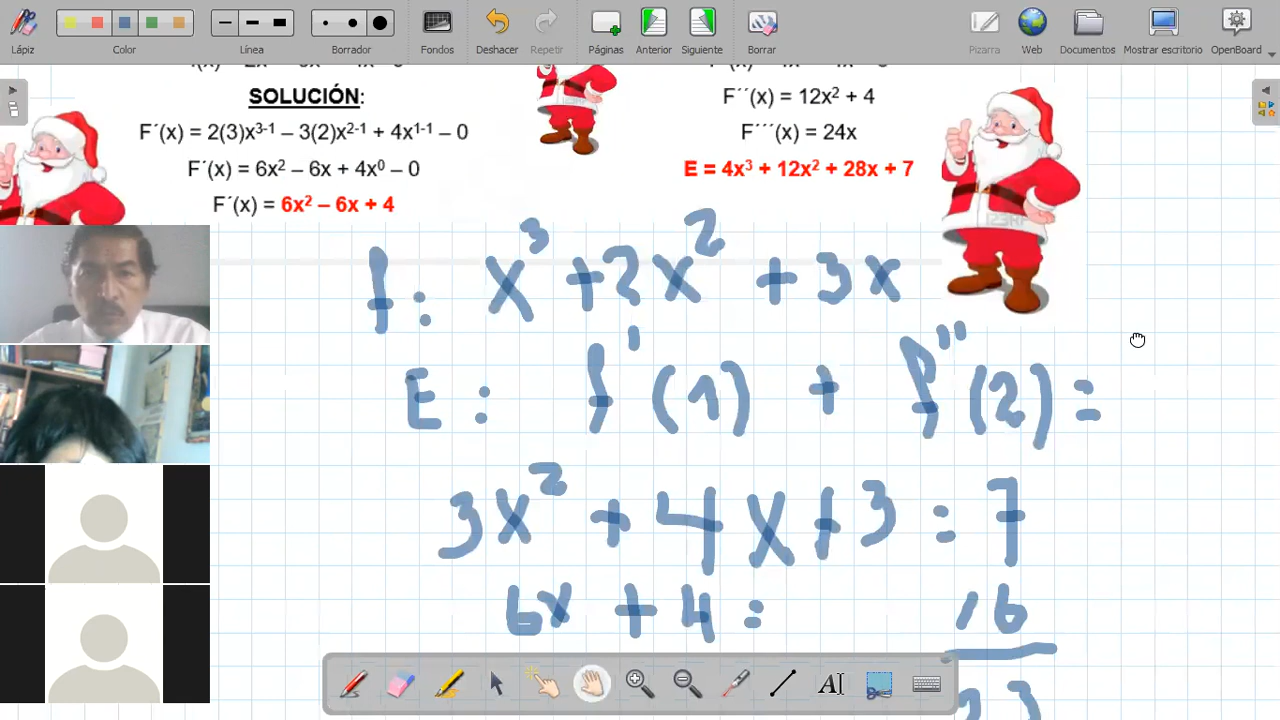 Lápiz Color Línea Borrador Fondos Deshacer Repetir Páginas Anterior Siguiente Borrar Pizarra Web Documentos Mostrar escritorio OpenBoard
SOLUCIÓN:
F´(x) = 2(3)x³⁻¹ – 3(2)x²⁻¹ + 4x¹⁻¹ – 0
F´(x) = 6x² – 6x + 4x⁰ – 0
F´(x) = 6x² – 6x + 4
F´´(x) = 12x² + 4
F´´´(x) = 24x
E = 4x³ + 12x² + 28x + 7
f: x³ + 2x² + 3x
E: f'(1) + f''(2) =
3x² + 4x + 3 = 7
6x + 4 = 16
23